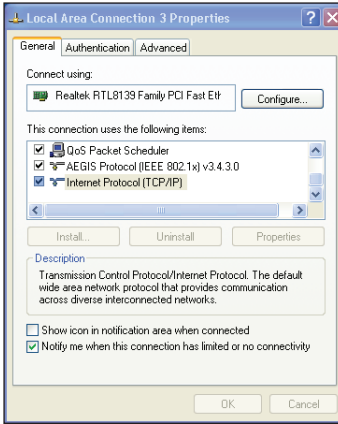 Local Area Connection 3 Properties
General
Authentication
Advanced
Connect using:
Realtek RTL8139 Family PCI Fast Eth
Configure...
This connection uses the following items:
QoS Packet Scheduler
AEGIS Protocol (IEEE 802.1x) v3.4.3.0
Internet Protocol (TCP/IP)
Install...
Uninstall
Properties
Description
Transmission Control Protocol/Internet Protocol. The default
wide area network protocol that provides communication
across diverse interconnected networks.
Show icon in notification area when connected
Notify me when this connection has limited or no connectivity
OK
Cancel